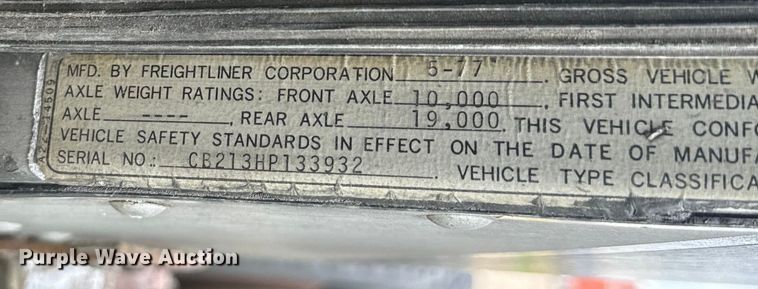 MFD. BY FREIGHTLINER CORPORATION 5-77 . GROSS VEHICLE W
AXLE WEIGHT RATINGS: FRONT AXLE 10,000 , FIRST INTERMEDIA
AXLE ---- , REAR AXLE 19,000 . THIS VEHICLE CONF
VEHICLE SAFETY STANDARDS IN EFFECT ON THE DATE OF MANUFA
SERIAL NO.: CB213HP133932 . VEHICLE TYPE CLASSIFICA
Purple Wave Auction